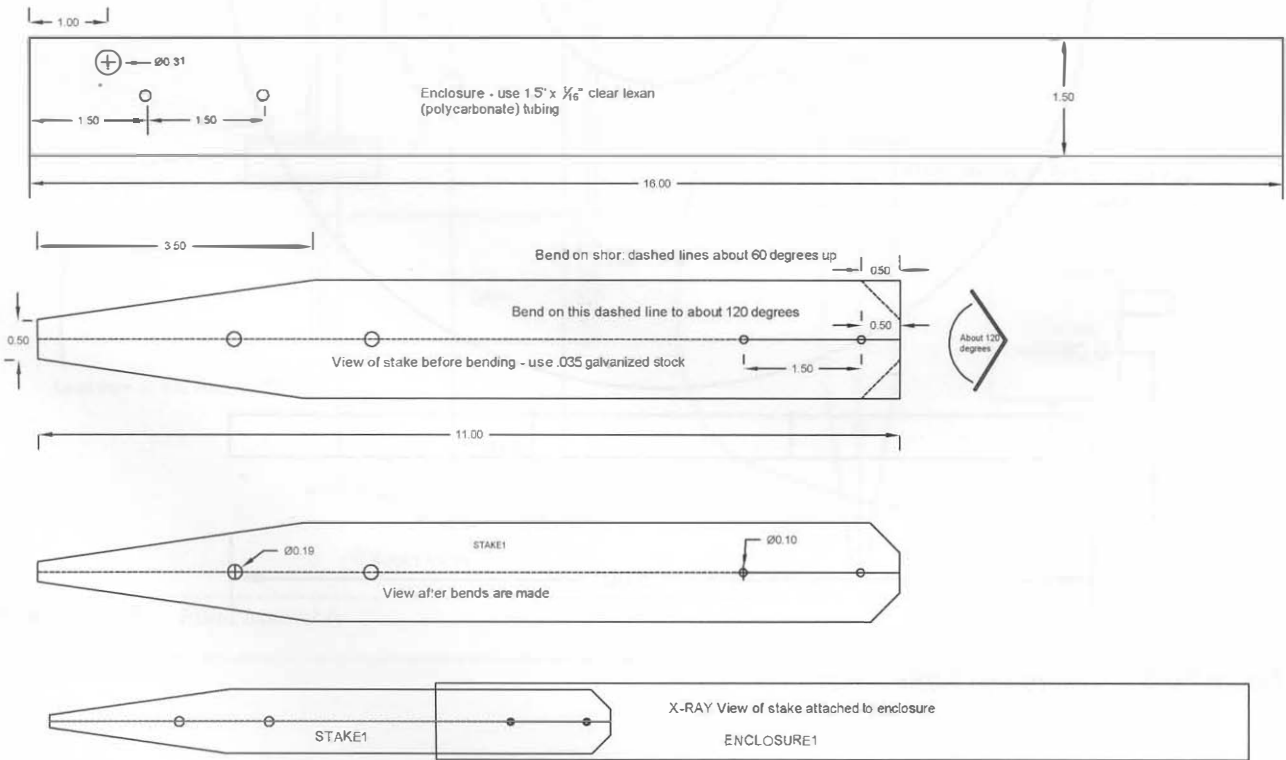 1.00
Ø0.31
Enclosure - use 1.5" x 1/16" clear lexan
(polycarbonate) tubing
1.50
1.50
1.50
16.00
3.50
Bend on shor: dashed lines about 60 degrees up
0.50
Bend on this dashed line to about 120 degrees
0.50
0.50
About 120
degrees
View of stake before bending - use .035 galvanized stock
1.50
11.00
STAKE1
Ø0.19
Ø0.10
View after bends are made
X-RAY View of stake attached to enclosure
STAKE1
ENCLOSURE1